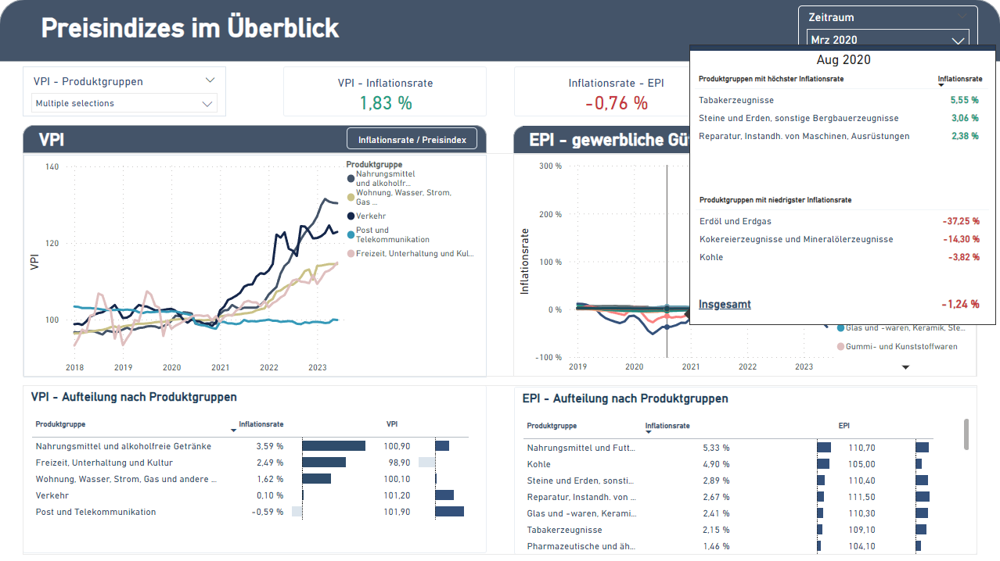 Preisindizes im Überblick
Zeitraum
Mrz 2020
VPI - Produktgruppen
Multiple selections
VPI - Inflationsrate
1,83 %
Inflationsrate - EPI
-0,76 %
Aug 2020
Produktgruppen mit höchster Inflationsrate Inflationsrate
Tabakerzeugnisse 5,55 %
Steine und Erden, sonstige Bergbauerzeugnisse 3,06 %
Reparatur, Instandh. von Maschinen, Ausrüstungen 2,38 %
Produktgruppen mit niedrigster Inflationsrate
Erdöl und Erdgas -37,25 %
Kokereierzeugnisse und Mineralölerzeugnisse -14,30 %
Kohle -3,82 %
Insgesamt -1,24 %
VPI
Inflationsrate / Preisindex
VPI
140
120
100
2018 2019 2020 2021 2022 2023
Produktgruppe
Nahrungsmittel
und alkoholfr...
Wohnung, Wasser, Strom,
Gas ...
Verkehr
Post und
Telekommunikation
Freizeit, Unterhaltung und Kul...
EPI - gewerbliche Gü
Inflationsrate
300 %
200 %
100 %
0 %
-100 %
2019 2020 2021 2022 2023
Glas und -waren, Keramik, Ste...
Gummi- und Kunststoffwaren
VPI - Aufteilung nach Produktgruppen
Produktgruppe Inflationsrate VPI
Nahrungsmittel und alkoholfreie Getränke 3,59 % 100,90
Freizeit, Unterhaltung und Kultur 2,49 % 98,90
Wohnung, Wasser, Strom, Gas und andere ... 1,62 % 100,10
Verkehr 0,10 % 101,20
Post und Telekommunikation -0,59 % 101,90
EPI - Aufteilung nach Produktgruppen
Produktgruppe Inflationsrate EPI
Nahrungsmittel und Futt... 5,33 % 110,70
Kohle 4,90 % 105,00
Steine und Erden, sonsti... 2,89 % 110,40
Reparatur, Instandh. von ... 2,67 % 111,50
Glas und -waren, Kerami... 2,41 % 110,30
Tabakerzeugnisse 2,15 % 109,10
Pharmazeutische und äh... 1,46 % 104,10